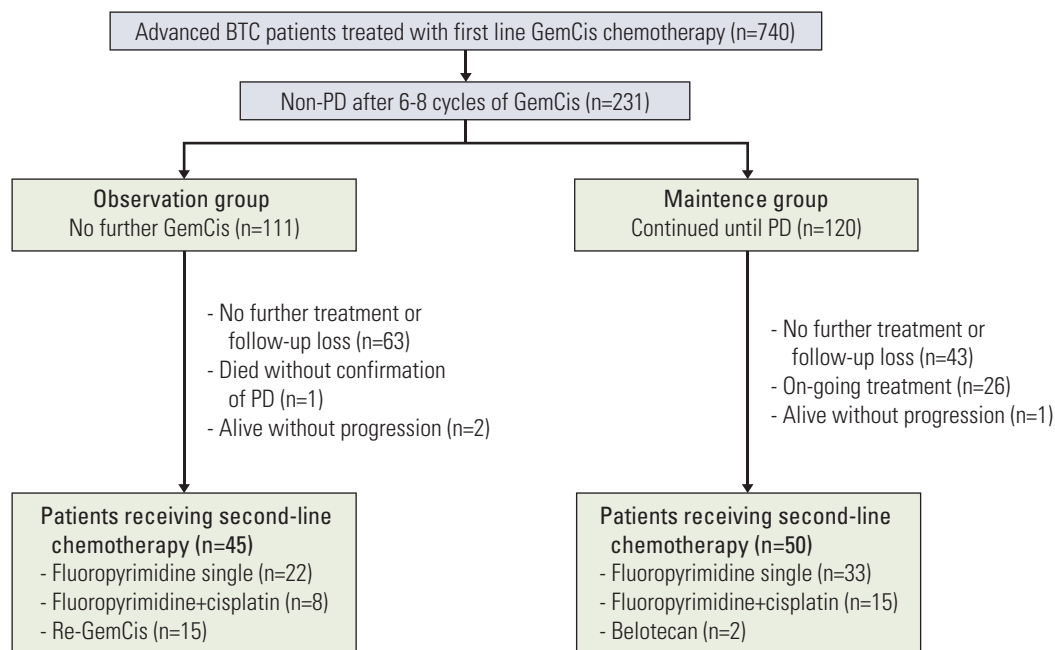 Advanced BTC patients treated with first line GemCis chemotherapy (n=740)
Non-PD after 6-8 cycles of GemCis (n=231)
Observation group
No further GemCis (n=111)
Maintence group
Continued until PD (n=120)
- No further treatment or
follow-up loss (n=63)
- Died without confirmation
of PD (n=1)
- Alive without progression (n=2)
- No further treatment or
follow-up loss (n=43)
- On-going treatment (n=26)
- Alive without progression (n=1)
Patients receiving second-line
chemotherapy (n=45)
- Fluoropyrimidine single (n=22)
- Fluoropyrimidine+cisplatin (n=8)
- Re-GemCis (n=15)
Patients receiving second-line
chemotherapy (n=50)
- Fluoropyrimidine single (n=33)
- Fluoropyrimidine+cisplatin (n=15)
- Belotecan (n=2)